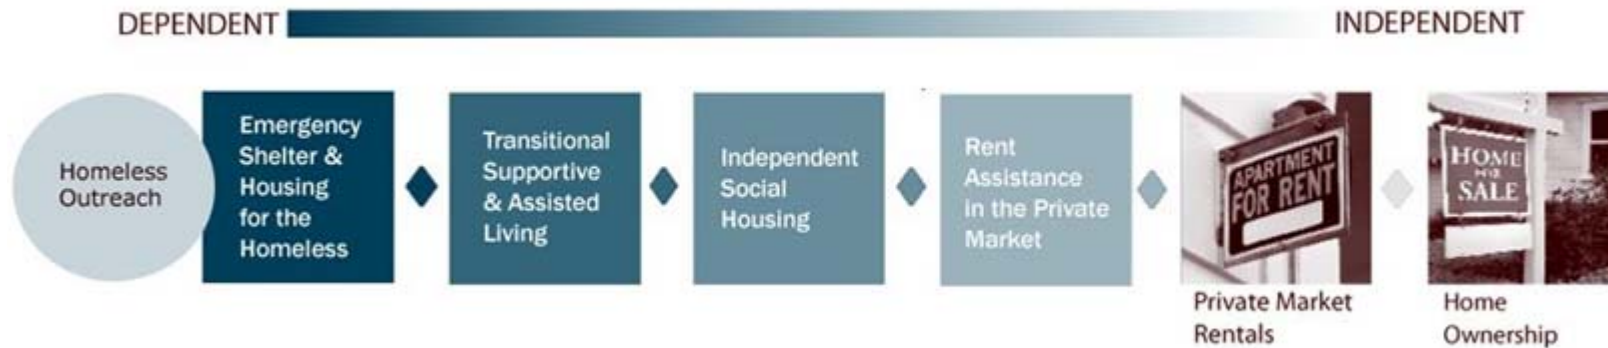 DEPENDENT
INDEPENDENT
Homeless
Outreach
Emergency
Shelter &
Housing
for the
Homeless
Transitional
Supportive
& Assisted
Living
Independent
Social
Housing
Rent
Assistance
in the Private
Market
APARTMENT
FOR RENT
Private Market
Rentals
HOME
FOR
SALE
Home
Ownership